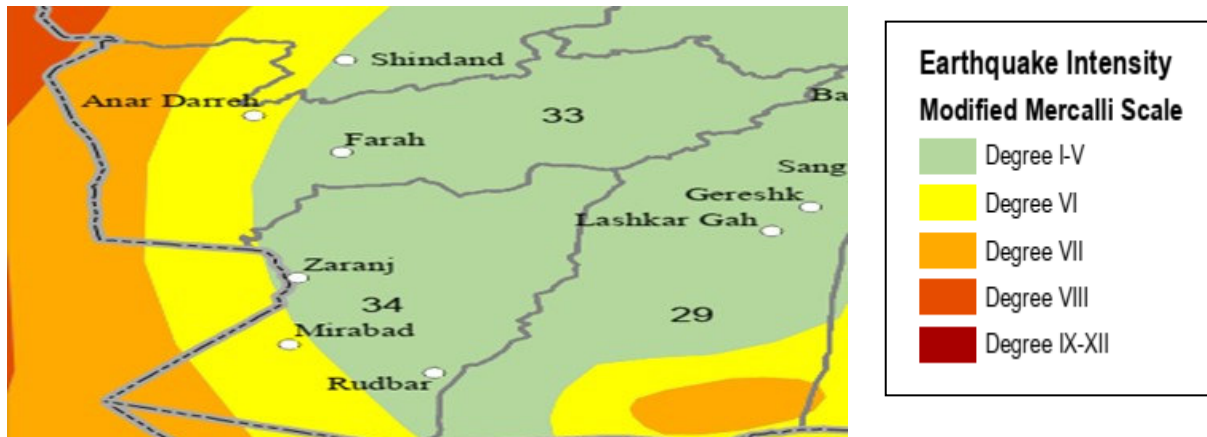 Shindand
Anar Darreh
Ba
33
Farah
Sang
Gereshk
Lashkar Gah
Zaranj
34
29
Mirabad
Rudbar
Earthquake Intensity
Modified Mercalli Scale
Degree I-V
Degree VI
Degree VII
Degree VIII
Degree IX-XII